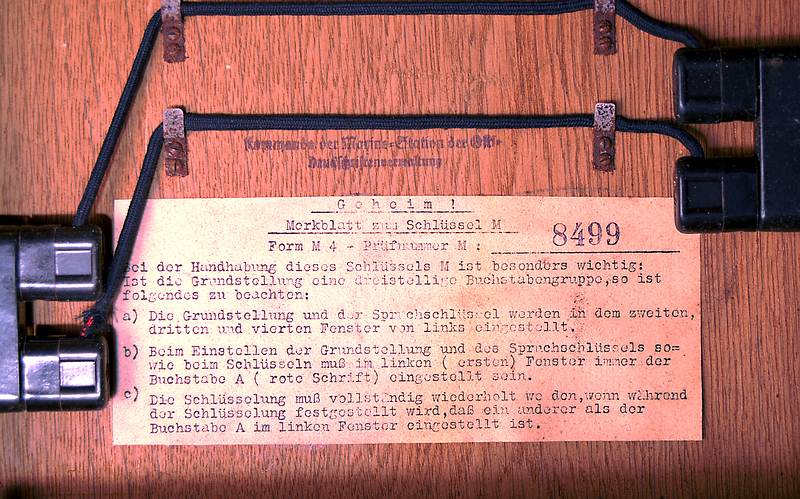 Kommando der Marine-Station der Ost-
Druckschriftenverwaltung
Geheim!
Merkblatt zum Schlüssel M
Form M 4 - Prüfnummer M : 8499
Bei der Handhabung dieses Schlüssels M ist besonders wichtig:
Ist die Grundstellung eine dreistellige Buchstabengruppe,so ist
folgendes zu beachten:
a) Die Grundstellung und der Spruchschlüssel werden in dem zweiten,
dritten und vierten Fenster von links eingestellt.
b) Beim Einstellen der Grundstellung und des Spruchschlüssels so=
wie beim Schlüsseln muß im linken ( ersten) Fenster immer der
Buchstabe A ( rote Schrift) eingestellt sein.
c) Die Schlüsselung muß vollständig wiederholt we den,wenn während
der Schlüsselung festgestellt wird,daß ein anderer als der
Buchstabe A im linken Fenster eingestellt ist.